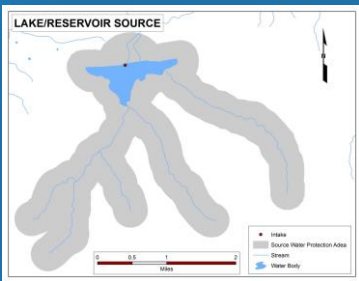 LAKE/RESERVOIR SOURCE
N
0 0.5 1 2
Miles
Intake
Source Water Protection Area
Stream
Water Body